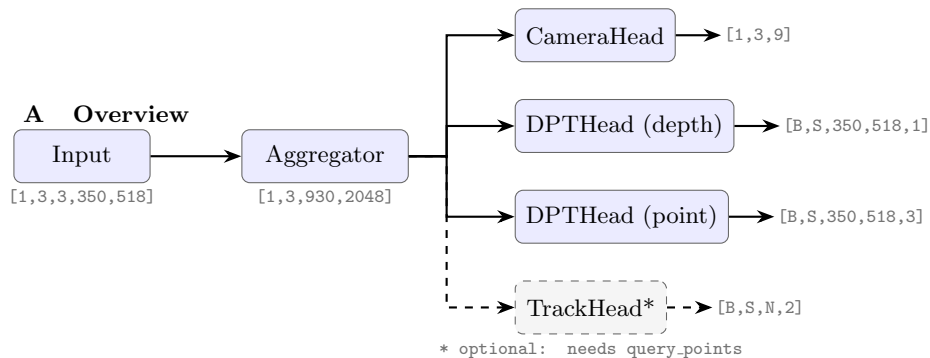 A Overview
Input
[1,3,3,350,518]
Aggregator
[1,3,930,2048]
CameraHead
[1,3,9]
DPTHead (depth)
[B,S,350,518,1]
DPTHead (point)
[B,S,350,518,3]
TrackHead*
[B,S,N,2]
* optional: needs query_points